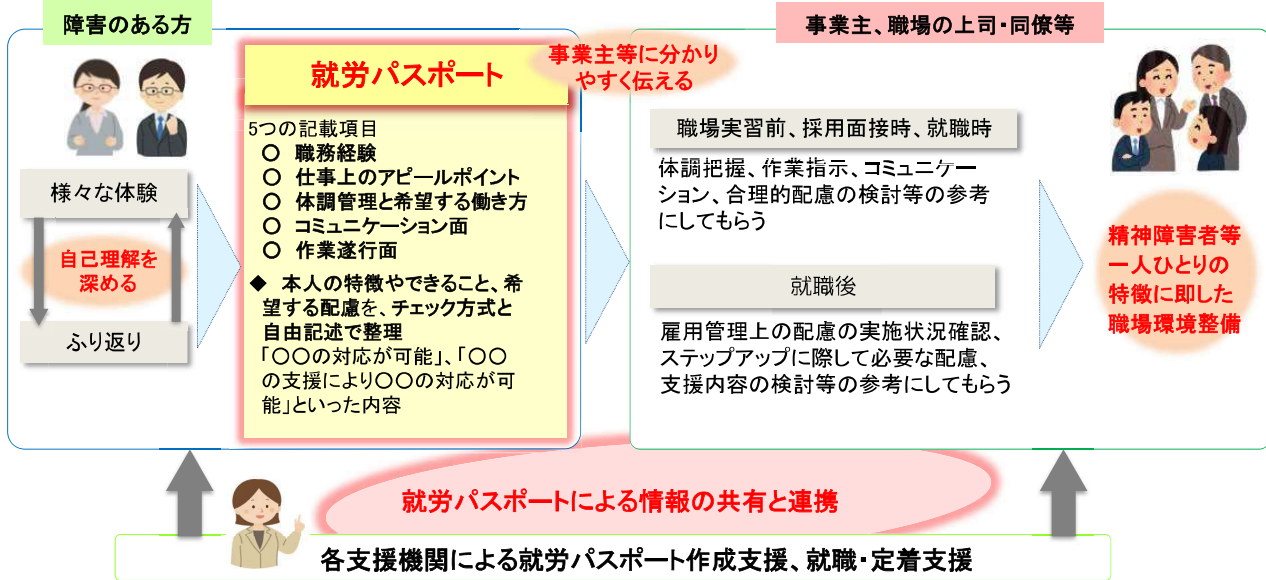 障害のある方
様々な体験
自己理解を
深める
ふり返り
就労パスポート
5つの記載項目
〇 職務経験
〇 仕事上のアピールポイント
〇 体調管理と希望する働き方
〇 コミュニケーション面
〇 作業遂行面
◆ 本人の特徴やできること、希
望する配慮を、チェック方式と
自由記述で整理
「〇〇の対応が可能」、「〇〇
の支援により〇〇の対応が可
能」といった内容
事業主等に分かり
やすく伝える
事業主、職場の上司・同僚等
職場実習前、採用面接時、就職時
体調把握、作業指示、コミュニケー
ション、合理的配慮の検討等の参考
にしてもらう
就職後
雇用管理上の配慮の実施状況確認、
ステップアップに際して必要な配慮、
支援内容の検討等の参考にしてもらう
精神障害者等
一人ひとりの
特徴に即した
職場環境整備
就労パスポートによる情報の共有と連携
各支援機関による就労パスポート作成支援、就職・定着支援